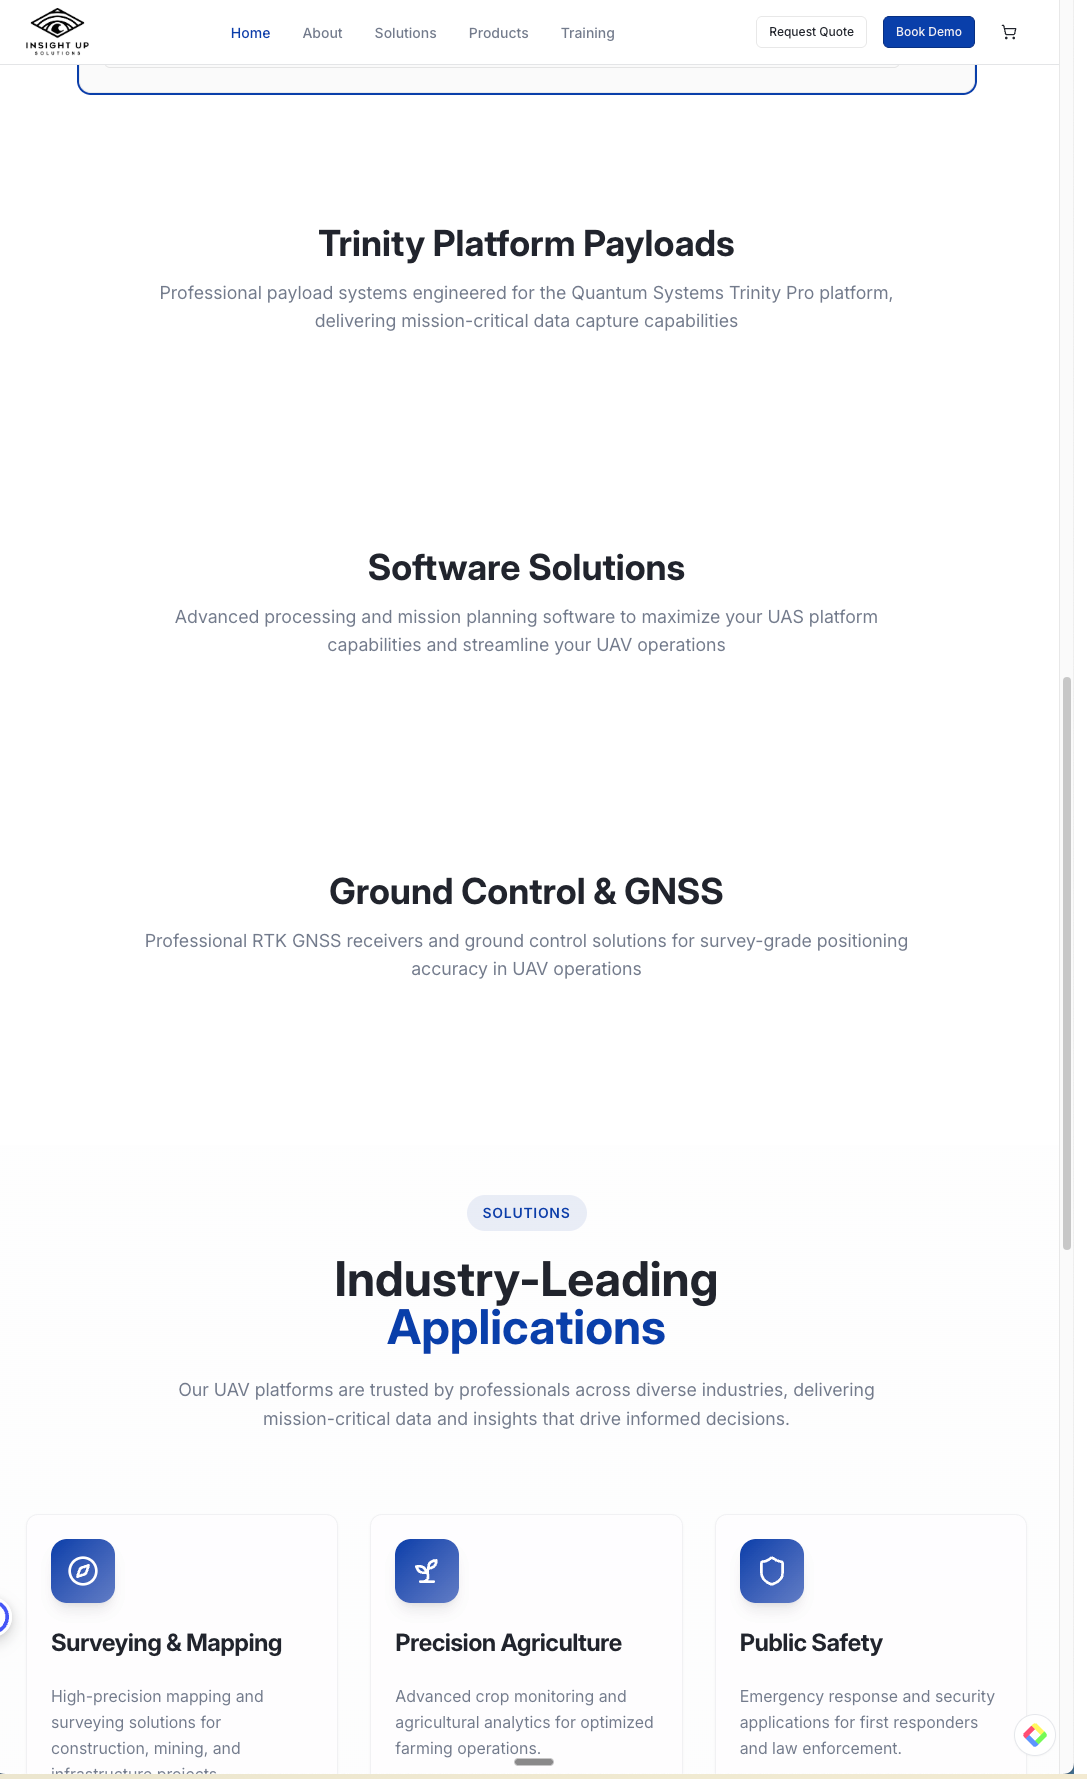 INSIGHT UP
SOLUTIONS
Home
About
Solutions
Products
Training
Request Quote
Book Demo
Trinity Platform Payloads
Professional payload systems engineered for the Quantum Systems Trinity Pro platform,
delivering mission-critical data capture capabilities
Software Solutions
Advanced processing and mission planning software to maximize your UAS platform
capabilities and streamline your UAV operations
Ground Control & GNSS
Professional RTK GNSS receivers and ground control solutions for survey-grade positioning
accuracy in UAV operations
SOLUTIONS
Industry-Leading
Applications
Our UAV platforms are trusted by professionals across diverse industries, delivering
mission-critical data and insights that drive informed decisions.
Surveying & Mapping
High-precision mapping and
surveying solutions for
construction, mining, and
infrastructure projects.
Precision Agriculture
Advanced crop monitoring and
agricultural analytics for optimized
farming operations.
Public Safety
Emergency response and security
applications for first responders
and law enforcement.